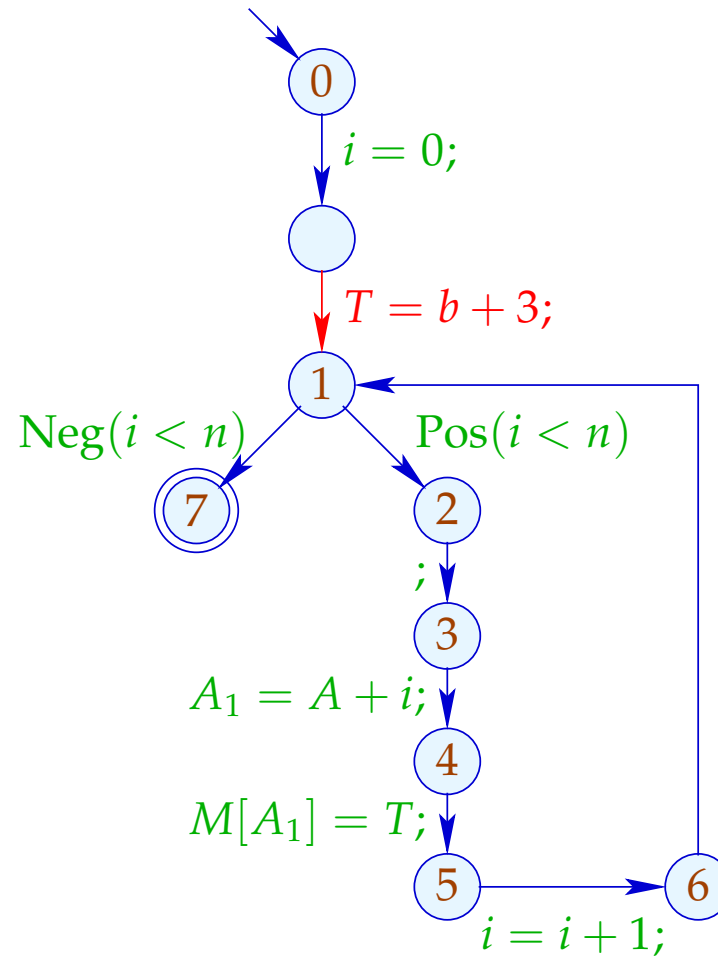 0
i = 0;
T = b + 3;
1
Neg(i < n)
Pos(i < n)
7
2
;
3
A₁ = A + i;
4
M[A₁] = T;
5
6
i = i + 1;